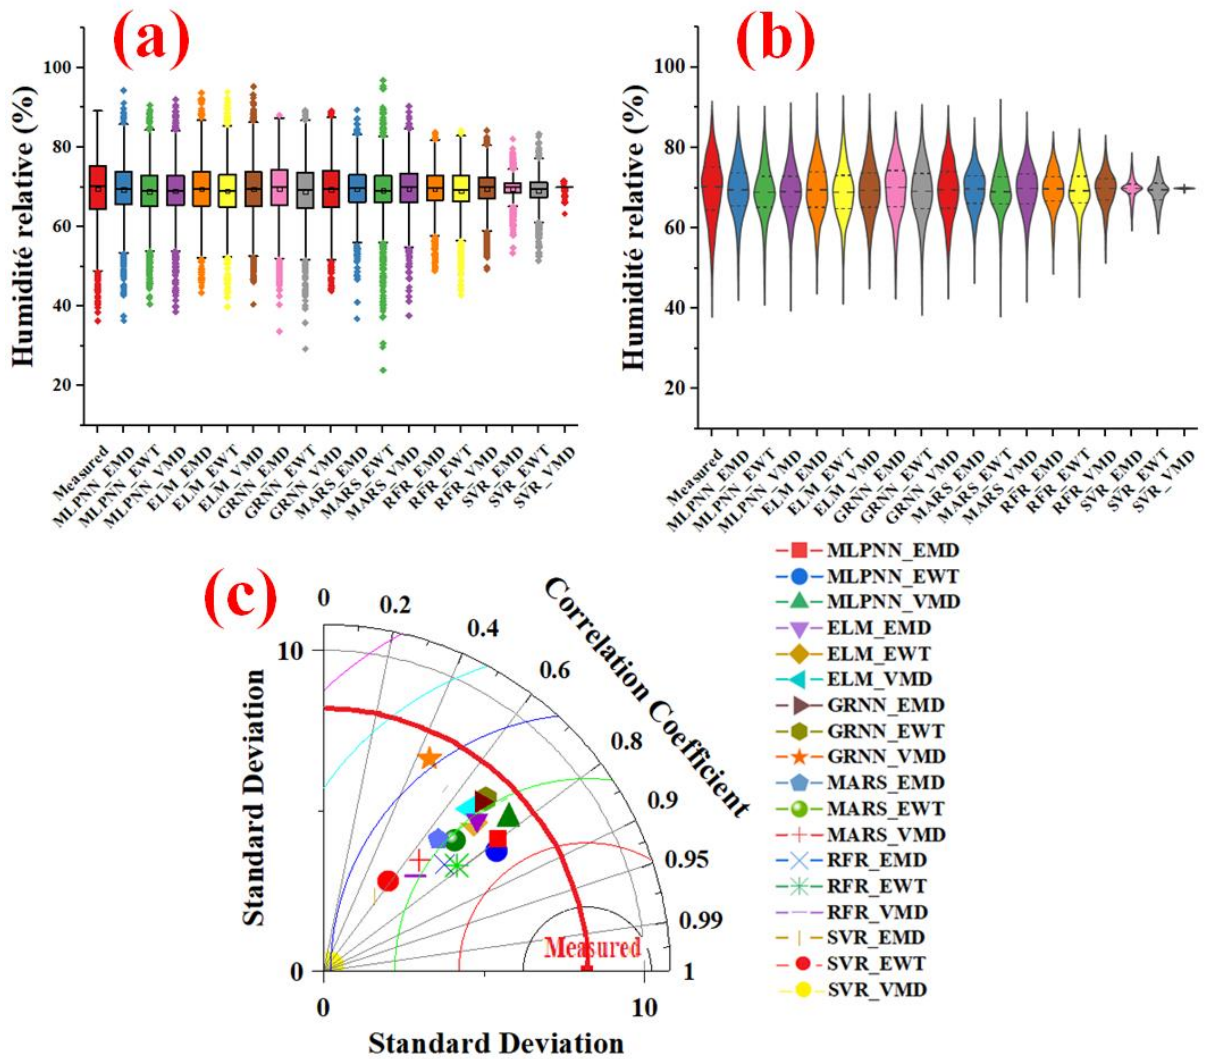 (a)
Humidité relative (%)
100
80
60
40
20
Measured
MLPNN_EMD
MLPNN_EWT
MLPNN_VMD
ELM_EMD
ELM_EWT
ELM_VMD
GRNN_EMD
GRNN_EWT
GRNN_VMD
MARS_EMD
MARS_EWT
MARS_VMD
RFR_EMD
RFR_EWT
RFR_VMD
SVR_EMD
SVR_EWT
SVR_VMD
(b)
Humidité relative (%)
100
80
60
40
20
Measured
MLPNN_EMD
MLPNN_EWT
MLPNN_VMD
ELM_EMD
ELM_EWT
ELM_VMD
GRNN_EMD
GRNN_EWT
GRNN_VMD
MARS_EMD
MARS_EWT
MARS_VMD
RFR_EMD
RFR_EWT
RFR_VMD
SVR_EMD
SVR_EWT
SVR_VMD
(c)
Standard Deviation
10
0
0
10
Standard Deviation
Correlation Coefficient
0
0.2
0.4
0.6
0.8
0.9
0.95
0.99
1
Measured
MLPNN_EMD
MLPNN_EWT
MLPNN_VMD
ELM_EMD
ELM_EWT
ELM_VMD
GRNN_EMD
GRNN_EWT
GRNN_VMD
MARS_EMD
MARS_EWT
MARS_VMD
RFR_EMD
RFR_EWT
RFR_VMD
SVR_EMD
SVR_EWT
SVR_VMD